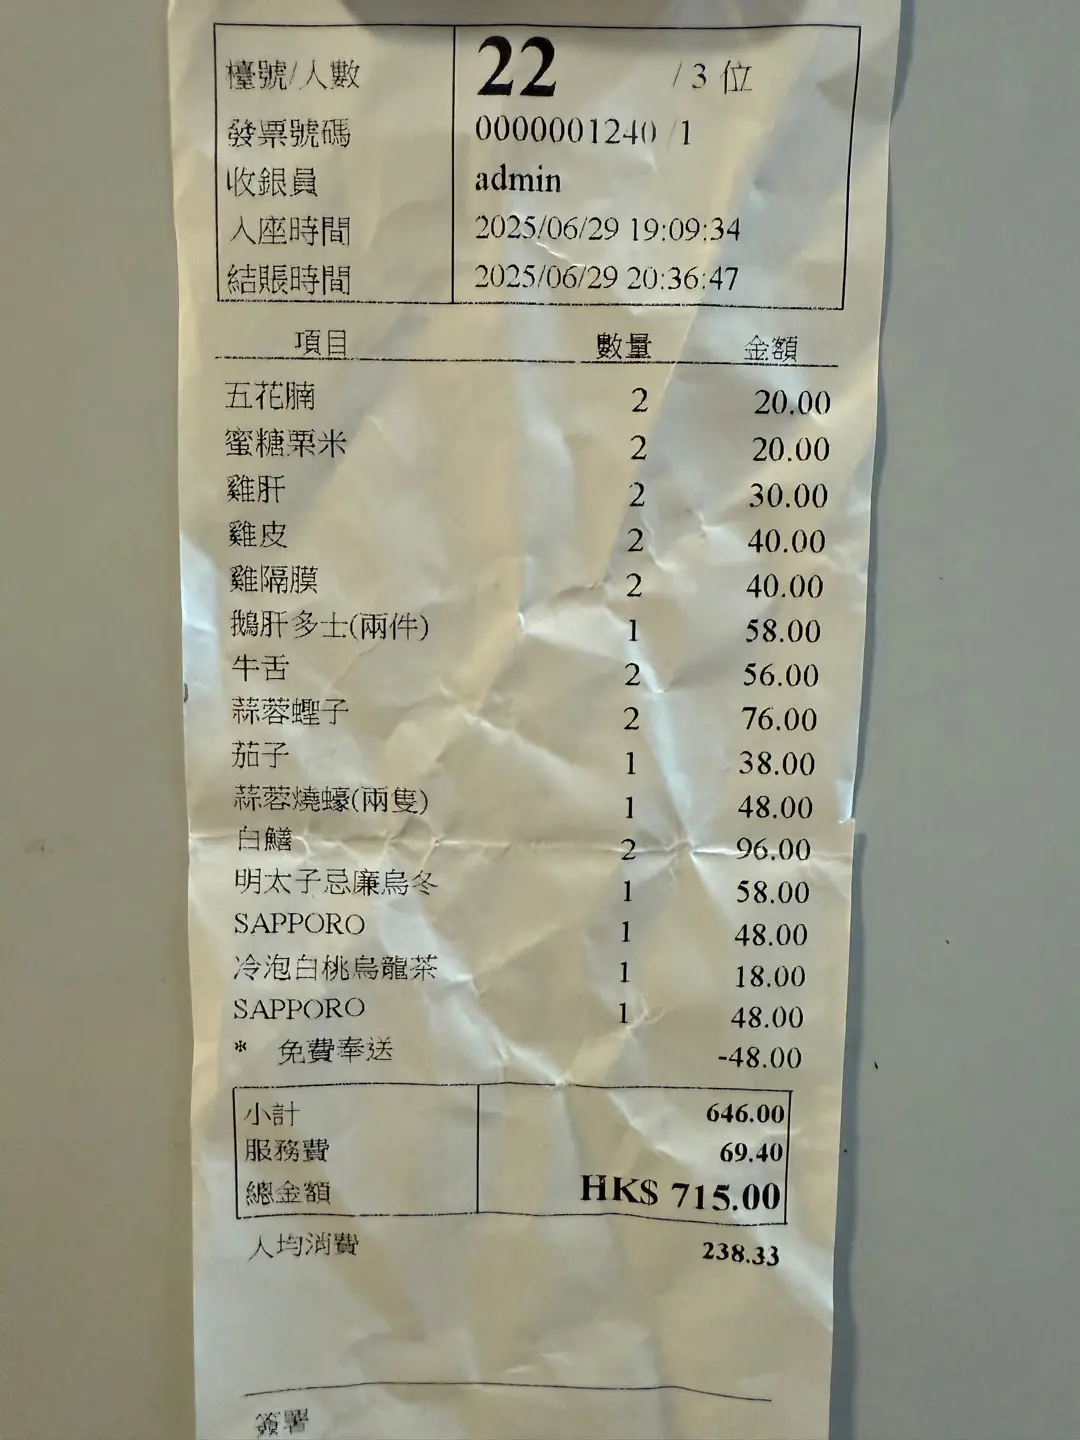 檯號/人數 22 / 3 位
發票號碼 0000001240 /1
收銀員 admin
入座時間 2025/06/29 19:09:34
結賬時間 2025/06/29 20:36:47
項目 數量 金額
五花腩 2 20.00
蜜糖粟米 2 20.00
雞肝 2 30.00
雞皮 2 40.00
雞隔膜 2 40.00
鵝肝多士(兩件) 1 58.00
牛舌 2 56.00
蒜蓉蟶子 2 76.00
茄子 1 38.00
蒜蓉燒蠔(兩隻) 1 48.00
白鱔 2 96.00
明太子忌廉烏冬 1 58.00
SAPPORO 1 48.00
冷泡白桃烏龍茶 1 18.00
SAPPORO 1 48.00
* 免費奉送 -48.00
小計 646.00
服務費 69.40
總金額 HK$ 715.00
人均消費 238.33